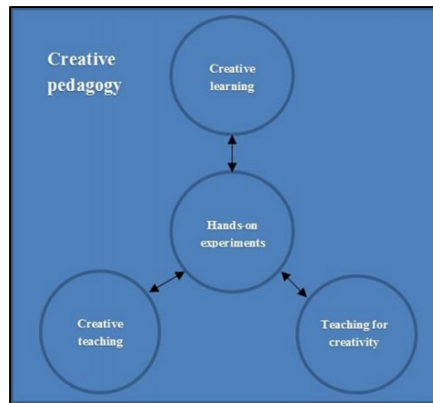 Creative
pedagogy
Creative
learning
Hands-on
experiments
Creative
teaching
Teaching for
creativity